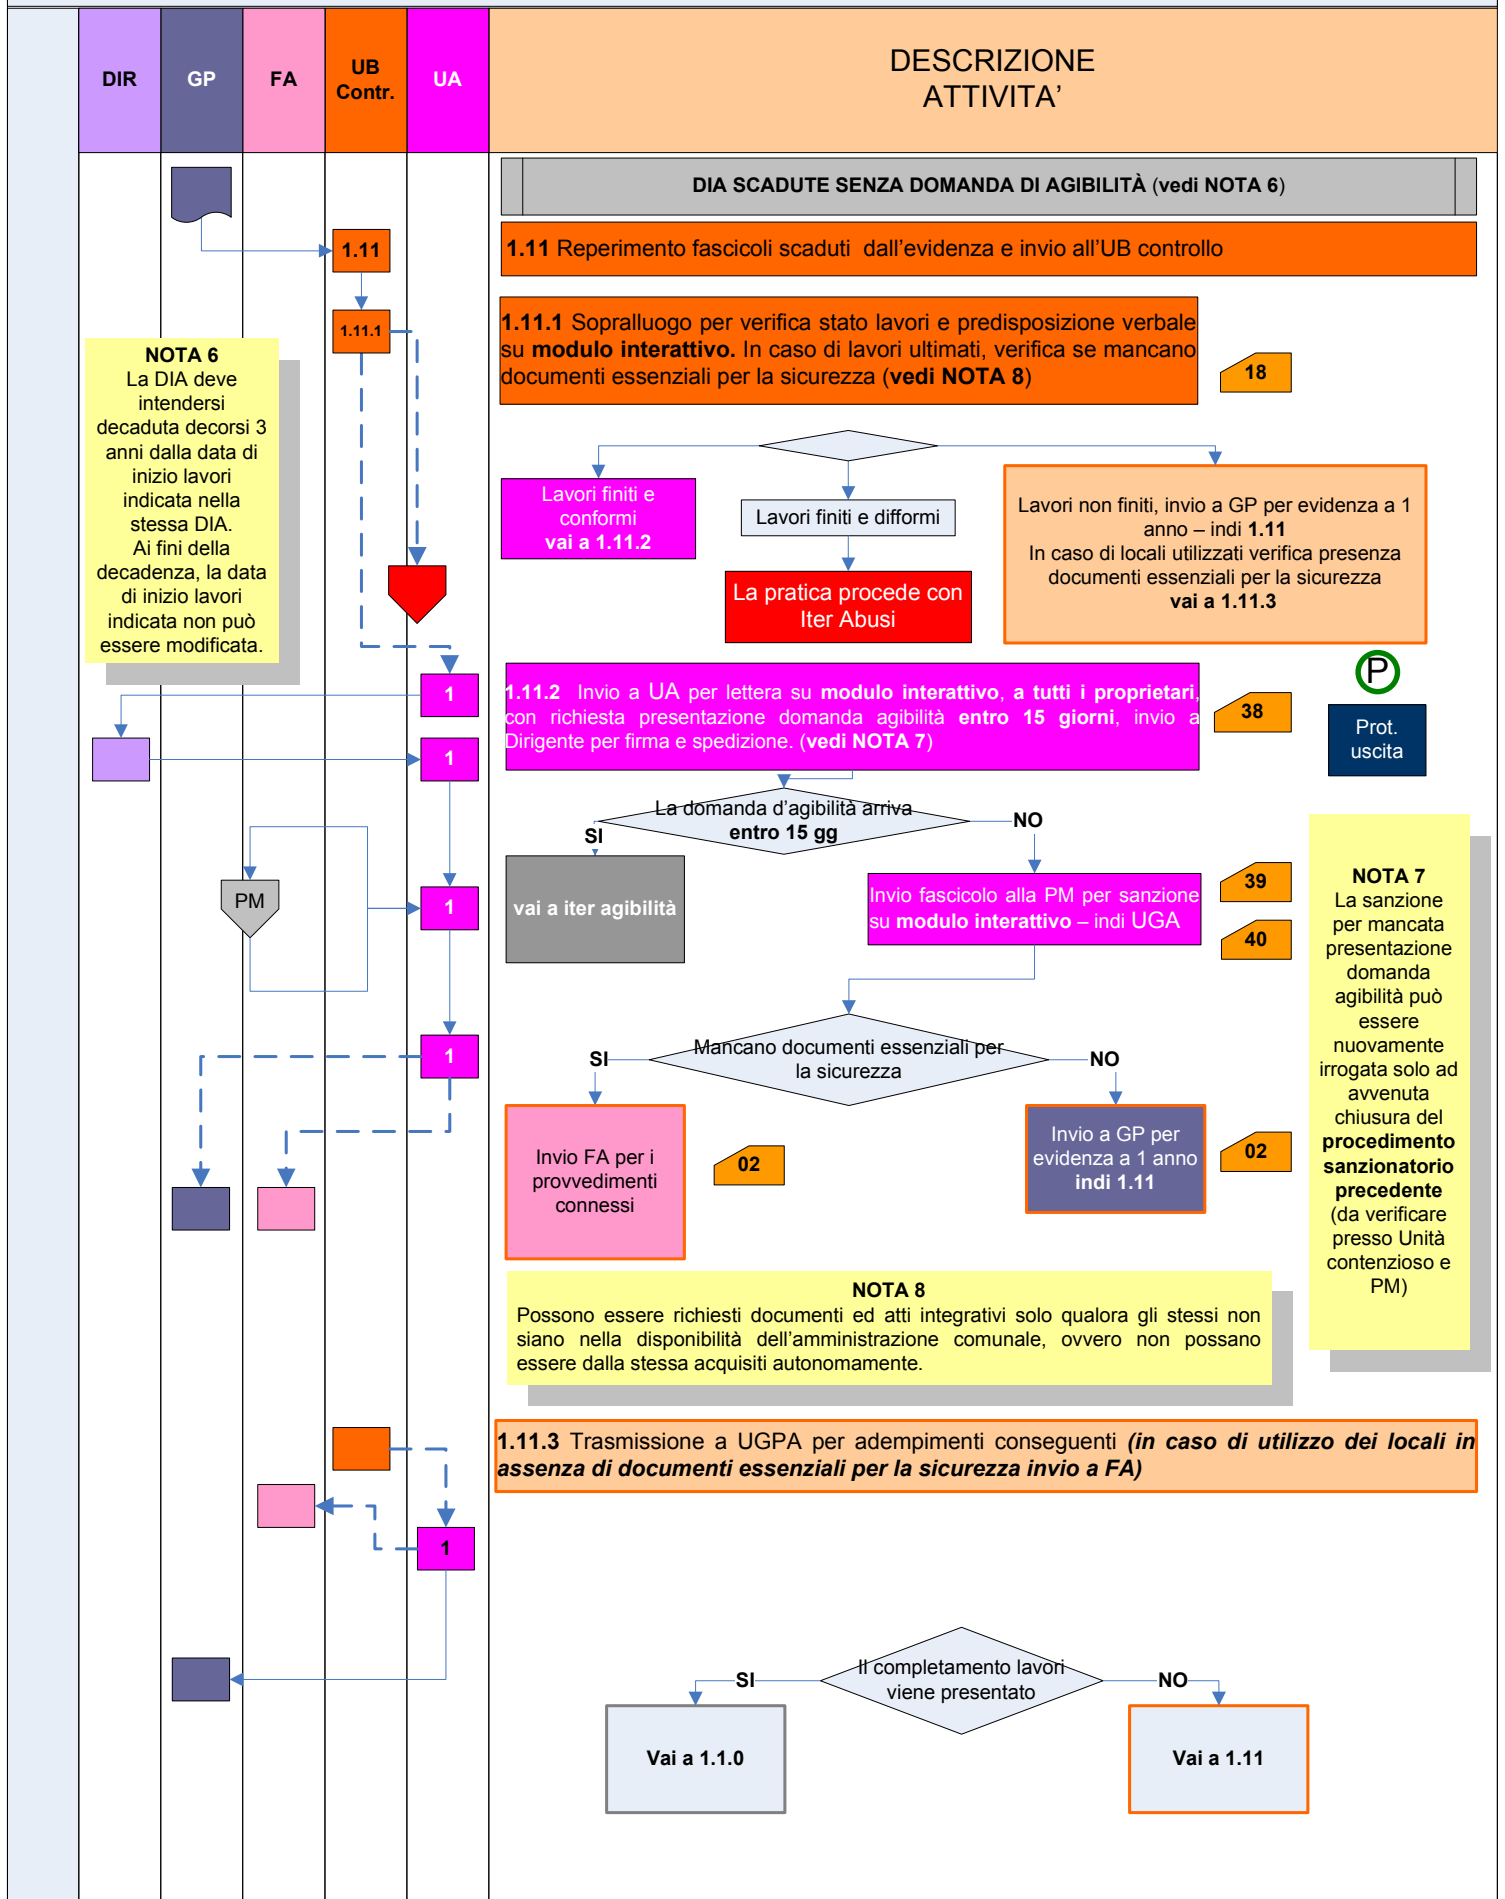 DIR
GP
FA
UB
Contr.
UA
DESCRIZIONE
ATTIVITA’
DIA SCADUTE SENZA DOMANDA DI AGIBILITÀ (vedi NOTA 6)
1.11
1.11 Reperimento fascicoli scaduti dall’evidenza e invio all’UB controllo
1.11.1
1.11.1 Sopralluogo per verifica stato lavori e predisposizione verbale
su modulo interattivo. In caso di lavori ultimati, verifica se mancano
documenti essenziali per la sicurezza (vedi NOTA 8)
18
NOTA 6
La DIA deve
intendersi
decaduta decorsi 3
anni dalla data di
inizio lavori
indicata nella
stessa DIA.
Ai fini della
decadenza, la data
di inizio lavori
indicata non può
essere modificata.
Lavori finiti e
conformi
vai a 1.11.2
Lavori finiti e difformi
La pratica procede con
Iter Abusi
Lavori non finiti, invio a GP per evidenza a 1
anno – indi 1.11
In caso di locali utilizzati verifica presenza
documenti essenziali per la sicurezza
vai a 1.11.3
P
1
1.11.2 Invio a UA per lettera su modulo interattivo, a tutti i proprietari,
con richiesta presentazione domanda agibilità entro 15 giorni, invio a
Dirigente per firma e spedizione. (vedi NOTA 7)
38
Prot.
uscita
1
La domanda d’agibilità arriva
entro 15 gg
SI
NO
vai a iter agibilità
PM
1
Invio fascicolo alla PM per sanzione
su modulo interattivo – indi UGA
39
40
NOTA 7
La sanzione
per mancata
presentazione
domanda
agibilità può
essere
nuovamente
irrogata solo ad
avvenuta
chiusura del
procedimento
sanzionatorio
precedente
(da verificare
presso Unità
contenzioso e
PM)
1
Mancano documenti essenziali per
la sicurezza
SI
NO
Invio FA per i
provvedimenti
connessi
02
Invio a GP per
evidenza a 1 anno
indi 1.11
02
NOTA 8
Possono essere richiesti documenti ed atti integrativi solo qualora gli stessi non
siano nella disponibilità dell’amministrazione comunale, ovvero non possano
essere dalla stessa acquisiti autonomamente.
1.11.3 Trasmissione a UGPA per adempimenti conseguenti (in caso di utilizzo dei locali in
assenza di documenti essenziali per la sicurezza invio a FA)
1
Il completamento lavori
viene presentato
SI
NO
Vai a 1.1.0
Vai a 1.11